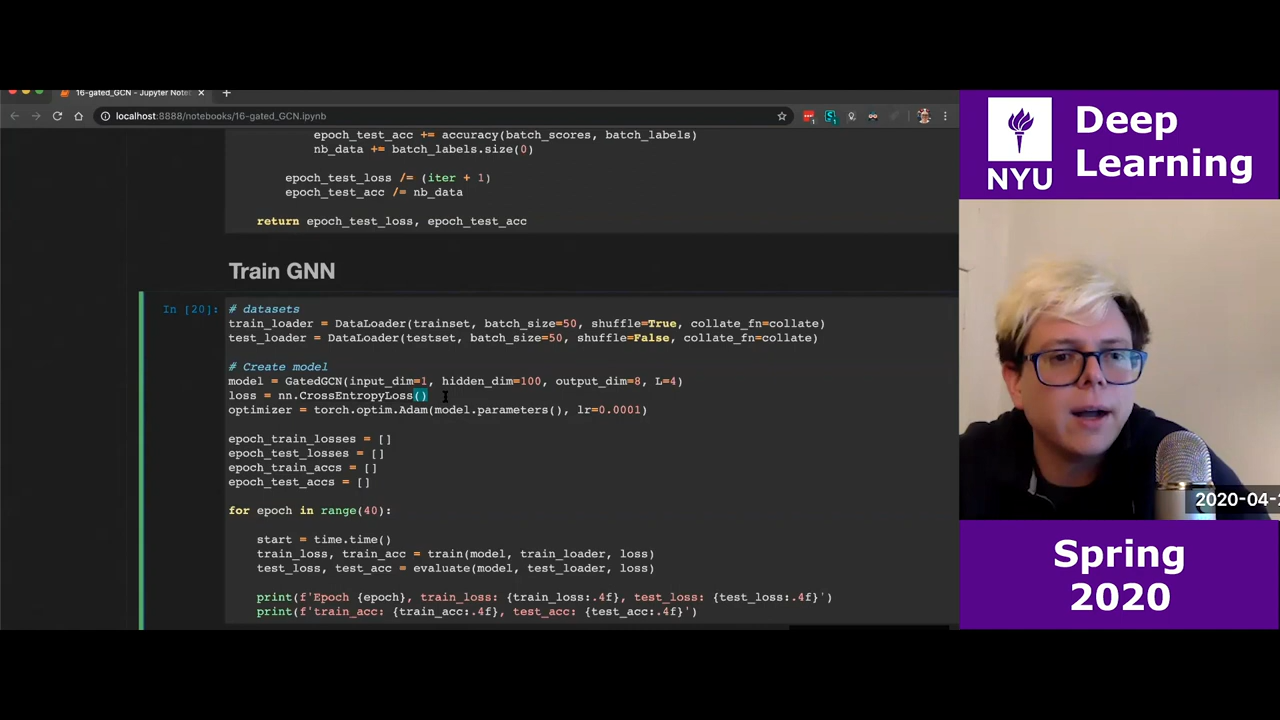 16-gated_GCN - Jupyter Note
localhost:8888/notebooks/16-gated_GCN.ipynb
epoch_test_acc += accuracy(batch_scores, batch_labels)
nb_data += batch_labels.size(0)
epoch_test_loss /= (iter + 1)
epoch_test_acc /= nb_data
return epoch_test_loss, epoch_test_acc
Train GNN
In [20]:
# datasets
train_loader = DataLoader(trainset, batch_size=50, shuffle=True, collate_fn=collate)
test_loader = DataLoader(testset, batch_size=50, shuffle=False, collate_fn=collate)
# Create model
model = GatedGCN(input_dim=1, hidden_dim=100, output_dim=8, L=4)
loss = nn.CrossEntropyLoss()
optimizer = torch.optim.Adam(model.parameters(), lr=0.0001)
epoch_train_losses = []
epoch_test_losses = []
epoch_train_accs = []
epoch_test_accs = []
for epoch in range(40):
start = time.time()
train_loss, train_acc = train(model, train_loader, loss)
test_loss, test_acc = evaluate(model, test_loader, loss)
print(f'Epoch {epoch}, train_loss: {train_loss:.4f}, test_loss: {test_loss:.4f}')
print(f'train_acc: {train_acc:.4f}, test_acc: {test_acc:.4f}')
NYU
Deep
Learning
2020-04-2
Spring
2020